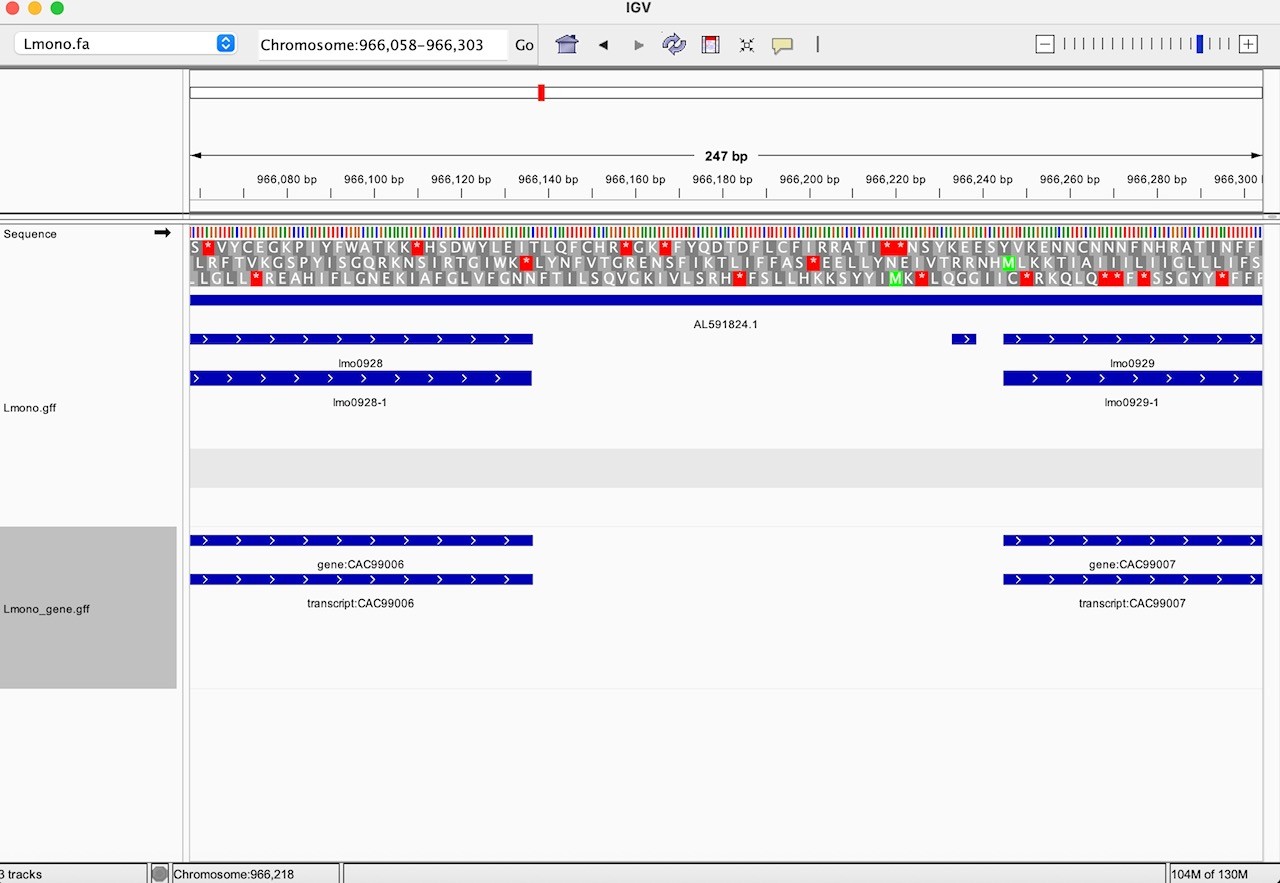 IGV
Lmono.fa
Chromosome:966,058-966,303
Go
247 bp
966,080 bp 966,100 bp 966,120 bp 966,140 bp 966,160 bp 966,180 bp 966,200 bp 966,220 bp 966,240 bp 966,260 bp 966,280 bp 966,300
Sequence
S*VYCEGKPIYFWATKK*HSDWYLEITLQFCHR*GK*FYQDTDFLCFIRRATI**NSYKEESYVKENNCNNNFNHRATINFF
LRFTVKGSPYISGQRKNSIRTGIWK*LYNFVTGRENSFIKTLIFFAS*EELLYNEIVTRRNHMLKKTIAIIILIIGLLLIFS
LGLL*REAHIFLGNEKIAFGLVFGNNFTILSQVGKIVLSRH*FSLLHKKSYYIMK*LQGGIIC*RKQLQ**F*SSGYY*FF
AL591824.1
lmo0928 lmo0929
lmo0928-1 lmo0929-1
Lmono.gff
gene:CAC99006 gene:CAC99007
transcript:CAC99006 transcript:CAC99007
Lmono_gene.gff
3 tracks
Chromosome:966,218
104M of 130M